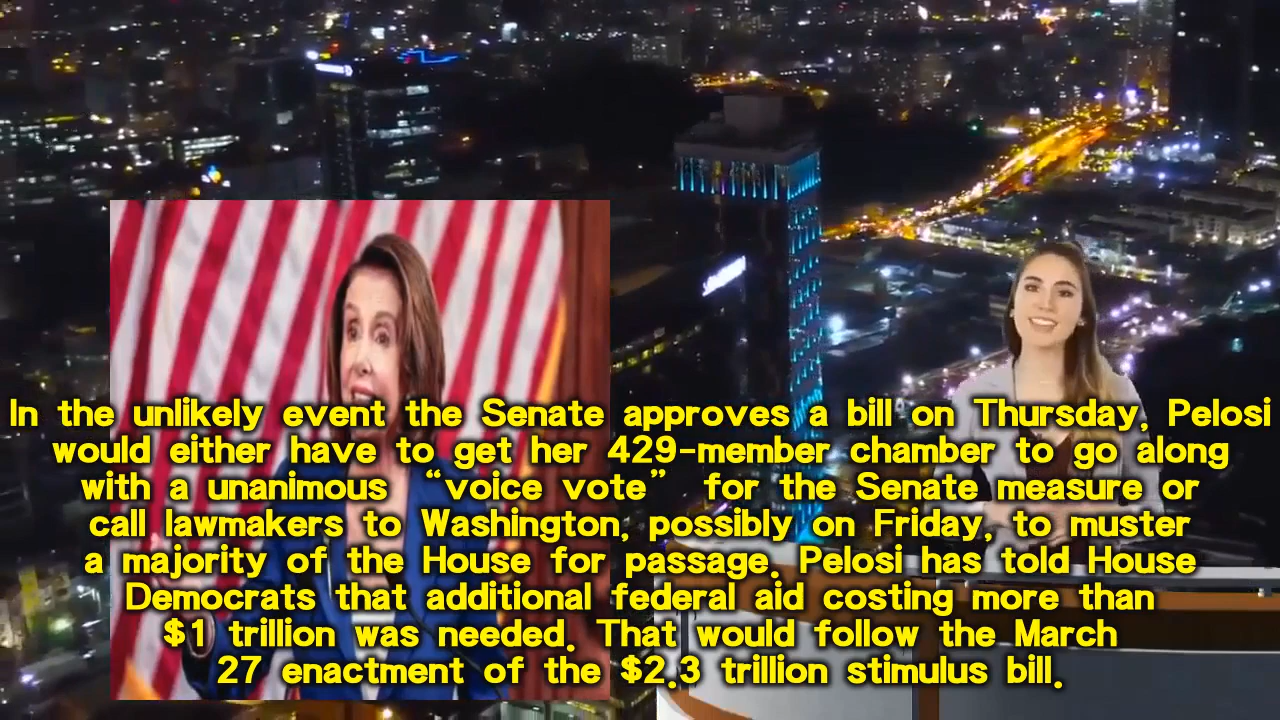 In the unlikely event the Senate approves a bill on Thursday, Pelosi
would either have to get her 429-member chamber to go along
with a unanimous “voice vote” for the Senate measure or
call lawmakers to Washington, possibly on Friday, to muster
a majority of the House for passage. Pelosi has told House
Democrats that additional federal aid costing more than
$1 trillion was needed. That would follow the March
27 enactment of the $2.3 trillion stimulus bill.